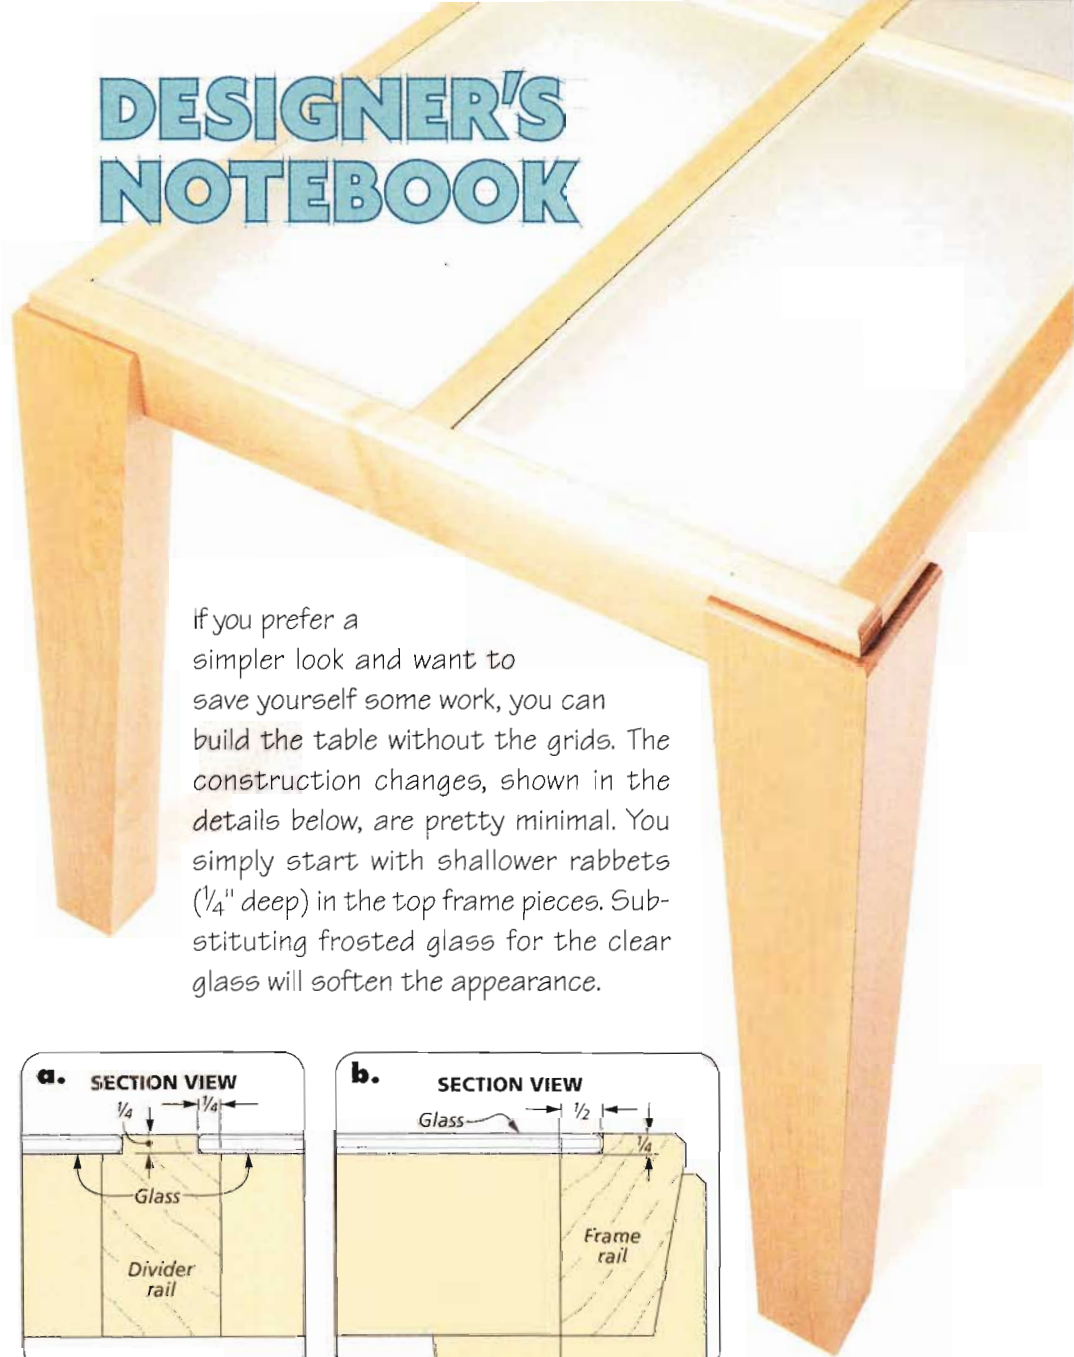 DESIGNER'S
NOTEBOOK
If you prefer a
simpler look and want to
save yourself some work, you can
build the table without the grids. The
construction changes, shown in the
details below, are pretty minimal. You
simply start with shallower rabbets
(1/4" deep) in the top frame pieces. Sub-
stituting frosted glass for the clear
glass will soften the appearance.
a. SECTION VIEW
1/4 1/4
Glass
Divider
rail
b. SECTION VIEW
Glass 1/2
1/4
Frame
rail